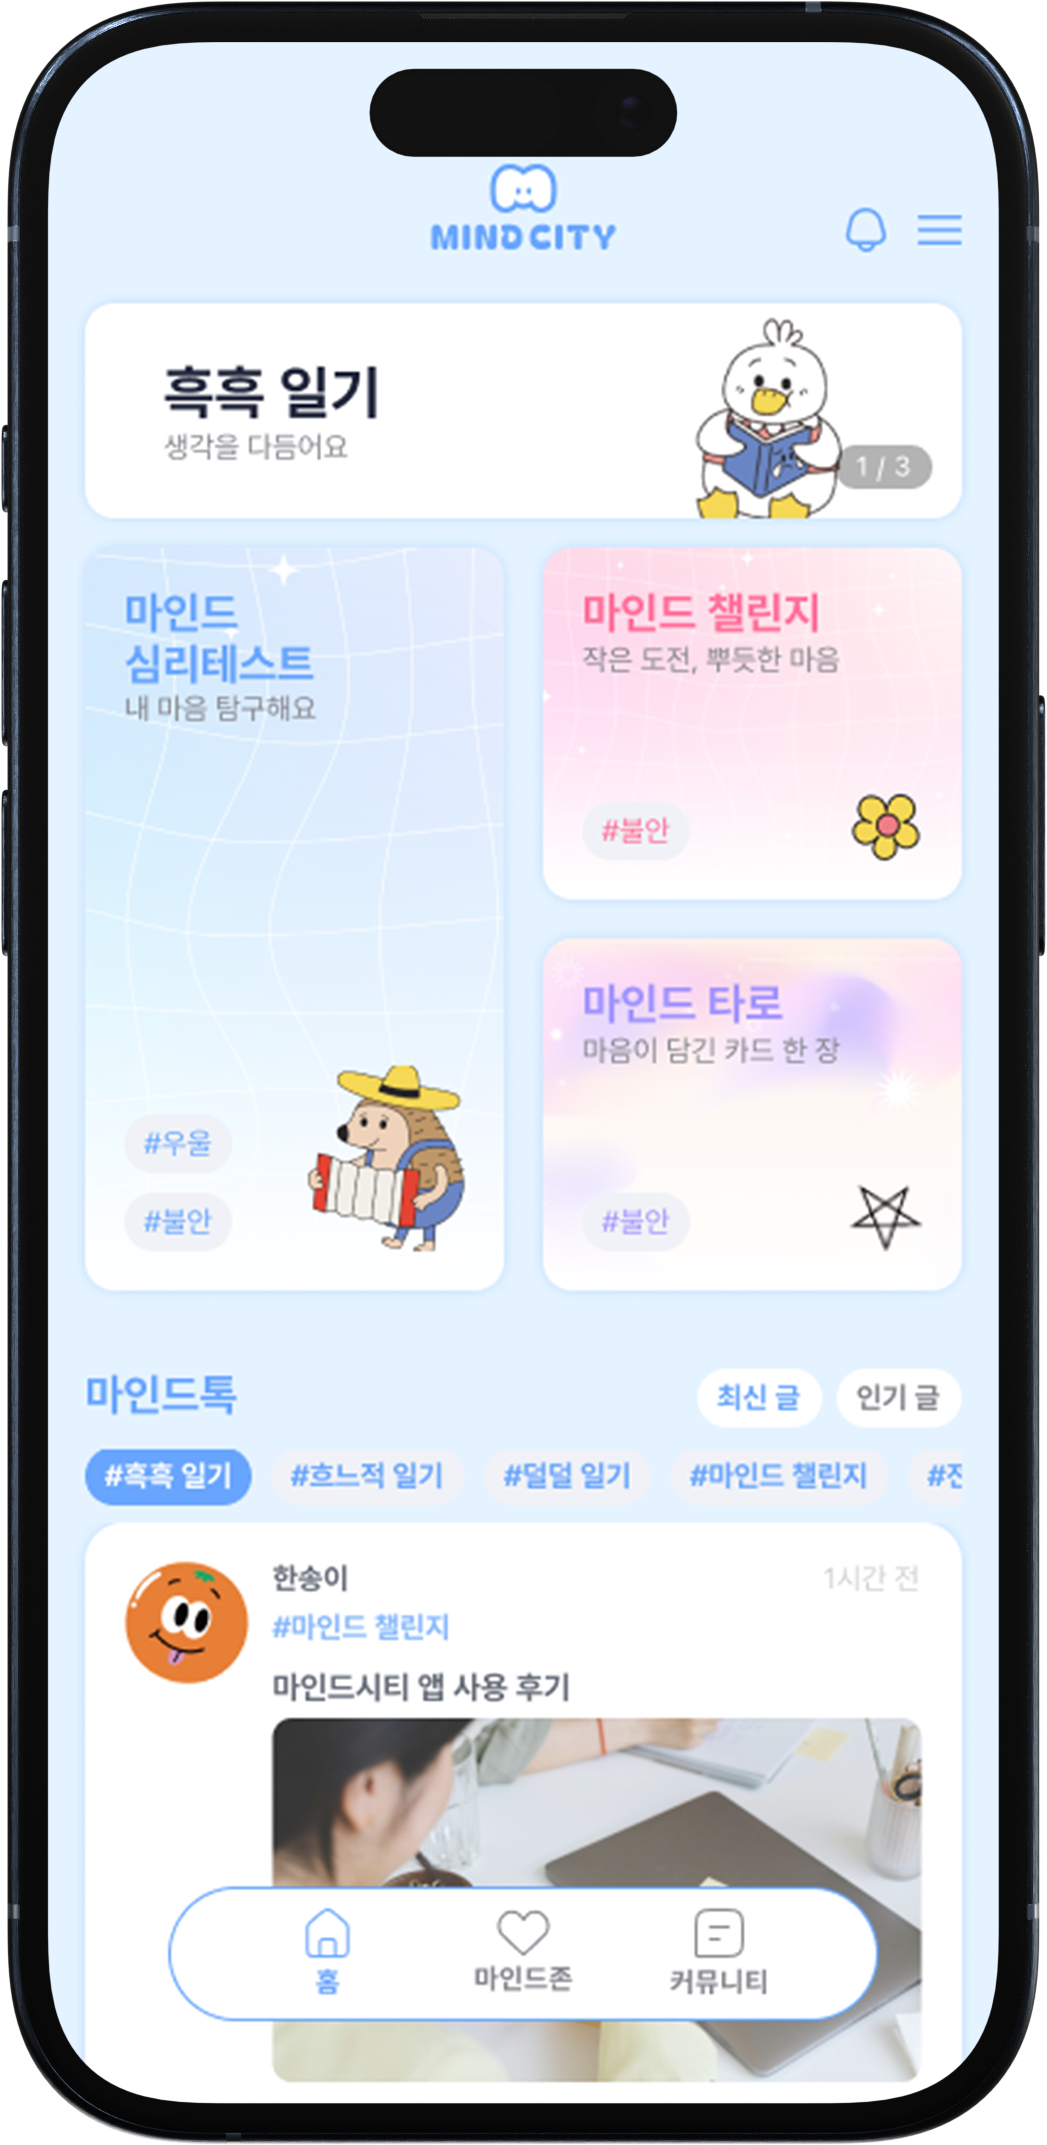 MIND CITY
흑흑 일기
생각을 다듬어요
1 / 3
마인드
심리테스트
내 마음 탐구해요
#우울
#불안
마인드 챌린지
작은 도전, 뿌듯한 마음
#불안
마인드 타로
마음이 담긴 카드 한 장
#불안
마인드톡
최신 글
인기 글
#흑흑 일기
#흐느적 일기
#덜덜 일기
#마인드 챌린지
한송이
1시간 전
#마인드 챌린지
마인드시티 앱 사용 후기
홈
마인드존
커뮤니티